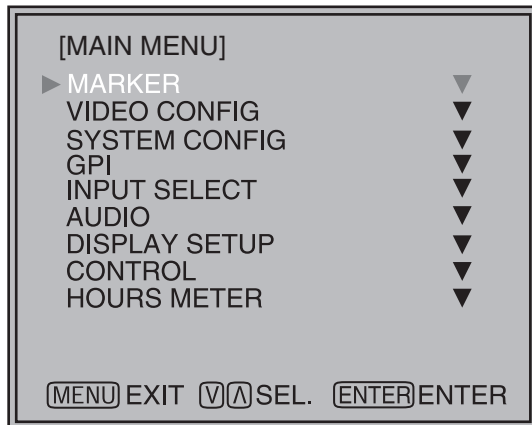 [MAIN MENU]
▶ MARKER ▼
VIDEO CONFIG ▼
SYSTEM CONFIG ▼
GPI ▼
INPUT SELECT ▼
AUDIO ▼
DISPLAY SETUP ▼
CONTROL ▼
HOURS METER ▼
MENU EXIT V Λ SEL. ENTER ENTER